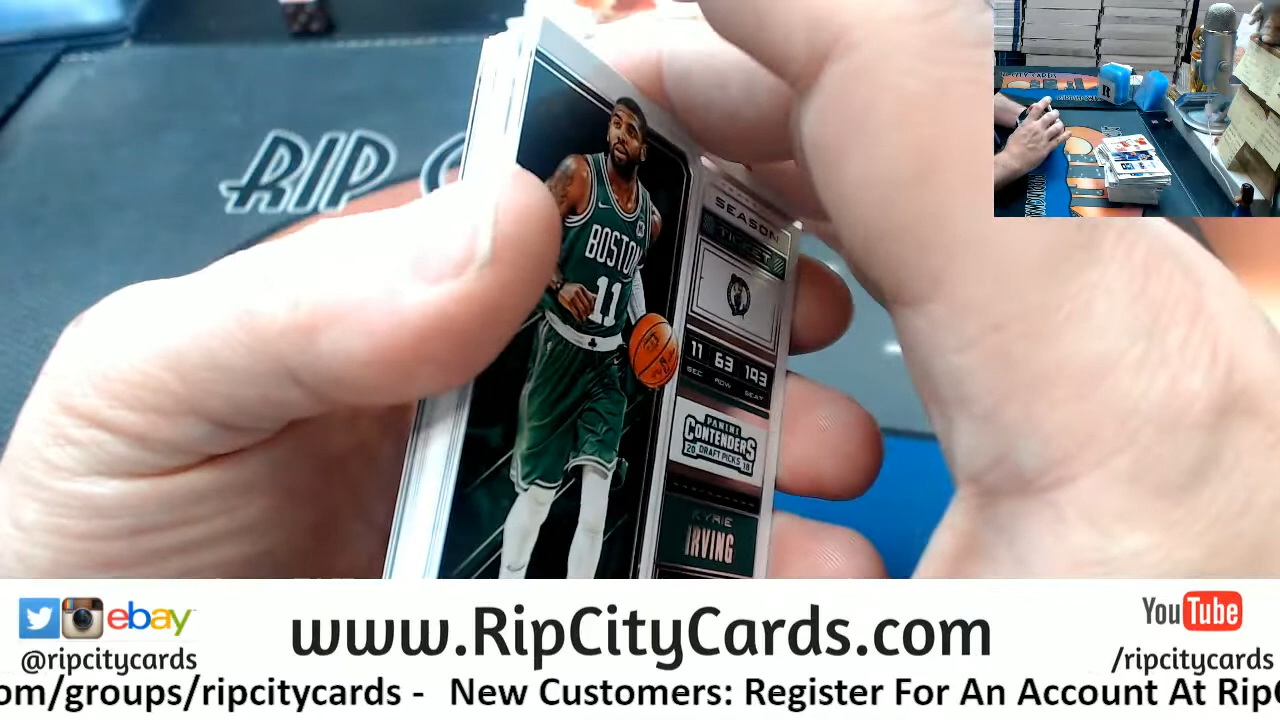 RIP
SEASON
TICKET
BOSTON
11
11 63 193
SEC ROW SEAT
PANINI
CONTENDERS
20 DRAFT PICKS 18
KYRIE
IRVING
R
ebay
@ripcitycards
www.RipCityCards.com
YouTube
/ripcitycards
om/groups/ripcitycards - New Customers: Register For An Account At Rip